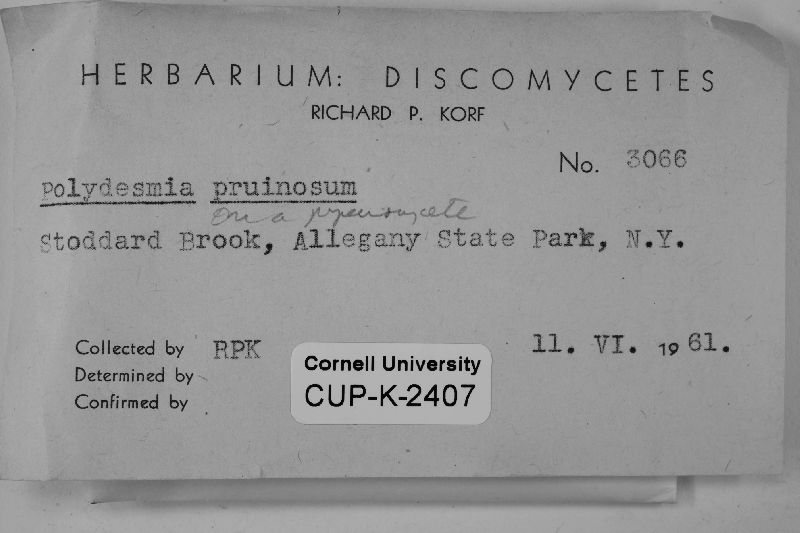 HERBARIUM: DISCOMYCETES
RICHARD P. KORF
No. 3066
Polydesmia pruinosum
on a pyrenomycete
Stoddard Brook, Allegany State Park, N.Y.
Collected by RPK
11. VI. 1961.
Determined by
Confirmed by
Cornell University
CUP-K-2407